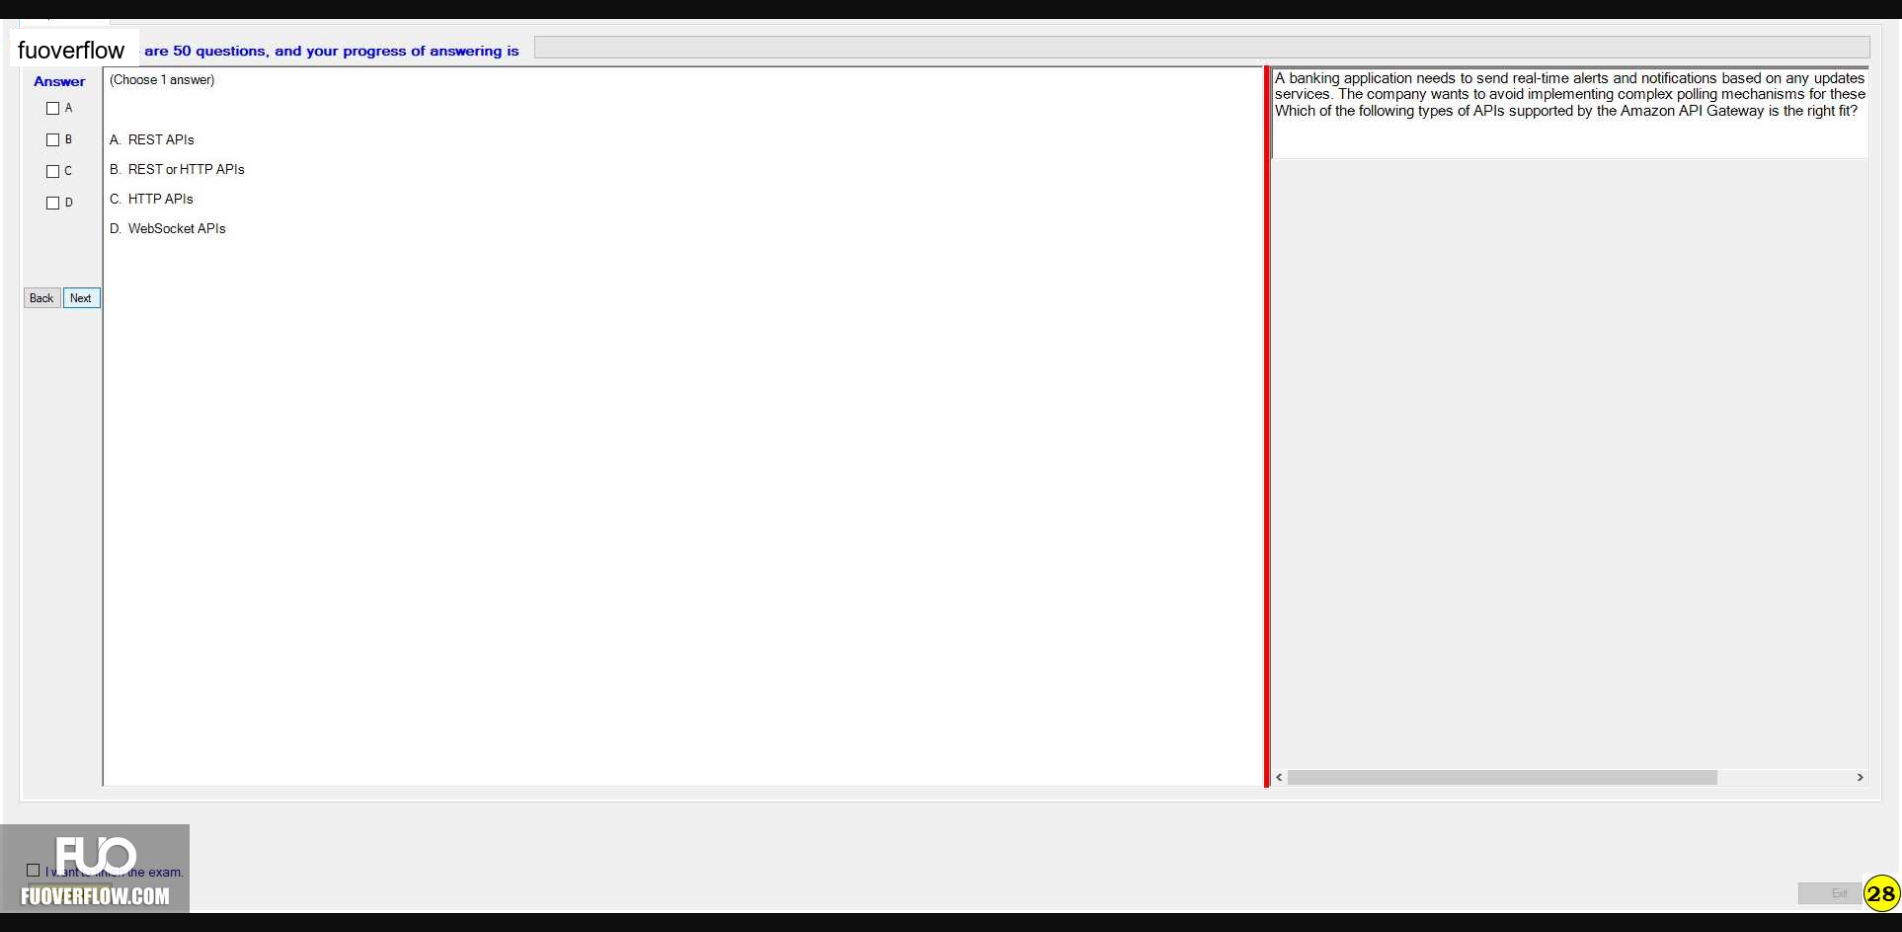 fuoverflow are 50 questions, and your progress of answering is
Answer
A
B
C
D
Back Next
(Choose 1 answer)
A. REST APIs
B. REST or HTTP APIs
C. HTTP APIs
D. WebSocket APIs
A banking application needs to send real-time alerts and notifications based on any updates
services. The company wants to avoid implementing complex polling mechanisms for these
Which of the following types of APIs supported by the Amazon API Gateway is the right fit?
FUO
I want to finish the exam.
FUOVERFLOW.COM
Exit
28